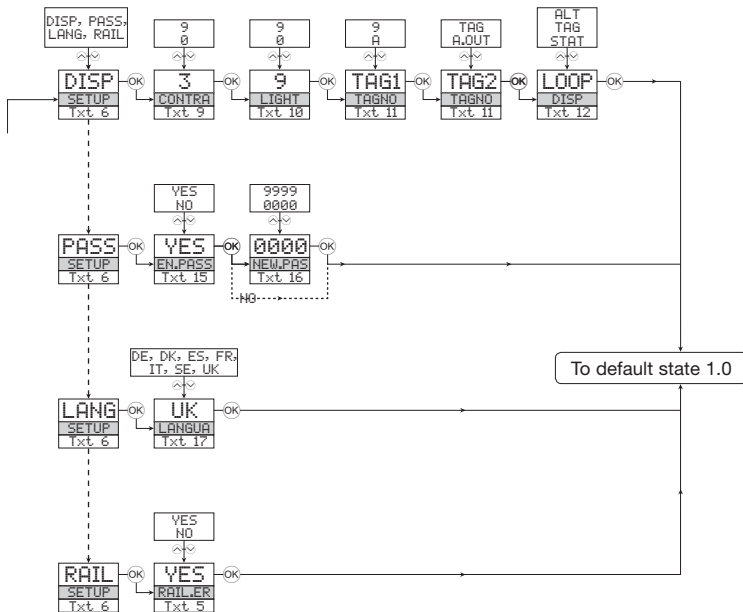 DISP, PASS,
LANG, RAIL
9
0
9
0
9
A
TAG
A.OUT
ALT
TAG
STAT
DISP
SETUP
Txt 6
OK
3
CONTRA
Txt 9
OK
9
LIGHT
Txt 10
OK
TAG1
TAGNO
Txt 11
OK
TAG2
TAGNO
Txt 11
OK
LOOP
DISP
Txt 12
OK
YES
NO
9999
0000
PASS
SETUP
Txt 6
OK
YES
EN.PASS
Txt 15
OK
0000
NEW.PAS
Txt 16
OK
NO
DE, DK, ES, FR,
IT, SE, UK
To default state 1.0
LANG
SETUP
Txt 6
OK
UK
LANGUA
Txt 17
OK
YES
NO
RAIL
SETUP
Txt 6
OK
YES
RAIL.ER
Txt 5
OK